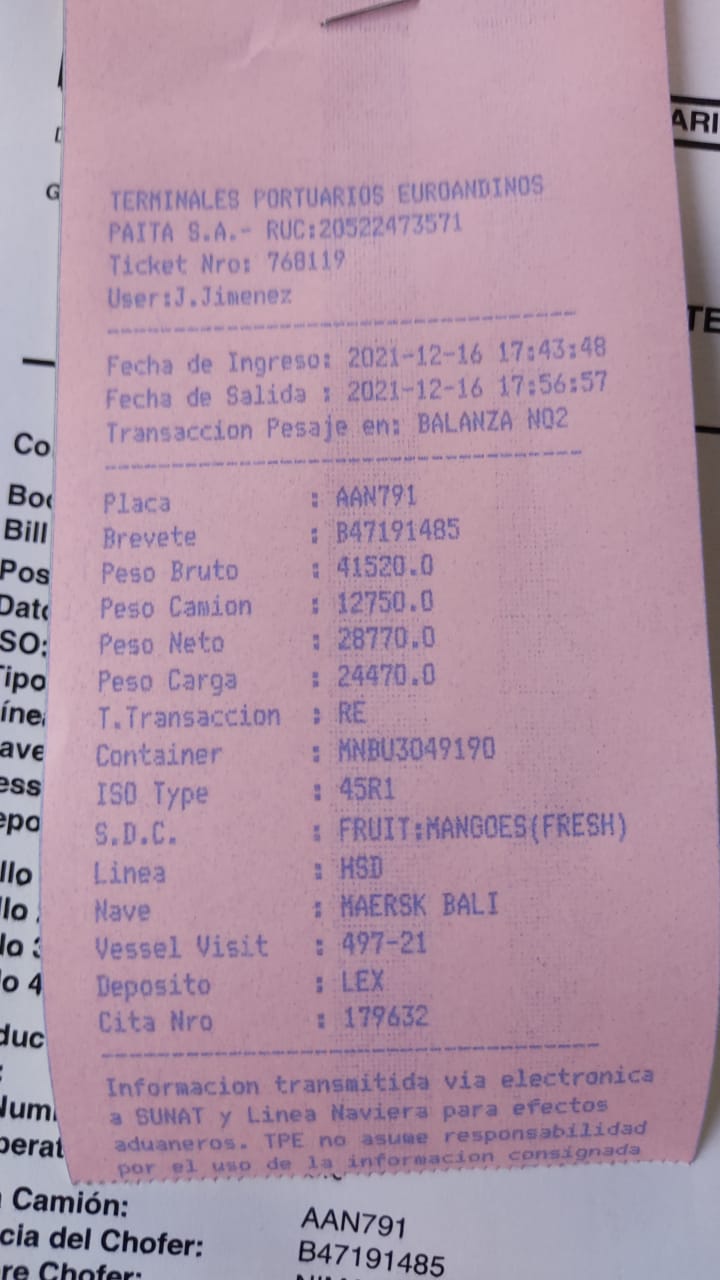 TERMINALES PORTUARIOS EUROANDINOS
PAITA S.A.- RUC:20522473571
Ticket Nro: 768119
User:J.Jimenez
Fecha de Ingreso: 2021-12-16 17:43:48
Fecha de Salida : 2021-12-16 17:56:57
Transaccion Pesaje en: BALANZA NO2
Placa : AAN791
Brevete : B47191485
Peso Bruto : 41520.0
Peso Camion : 12750.0
Peso Neto : 28770.0
Peso Carga : 24470.0
T.Transaccion : RE
Container : MNBU3049190
ISO Type : 45R1
S.D.C. : FRUIT:MANGOES(FRESH)
Linea : HSD
Nave : MAERSK BALI
Vessel Visit : 497-21
Deposito : LEX
Cita Nro : 179632
Informacion transmitida via electronica
a SUNAT y Linea Naviera para efectos
aduaneros. TPE no asume responsabilidad
por el uso de la informacion consignada
Camión: AAN791
cia del Chofer: B47191485
re Chofer: